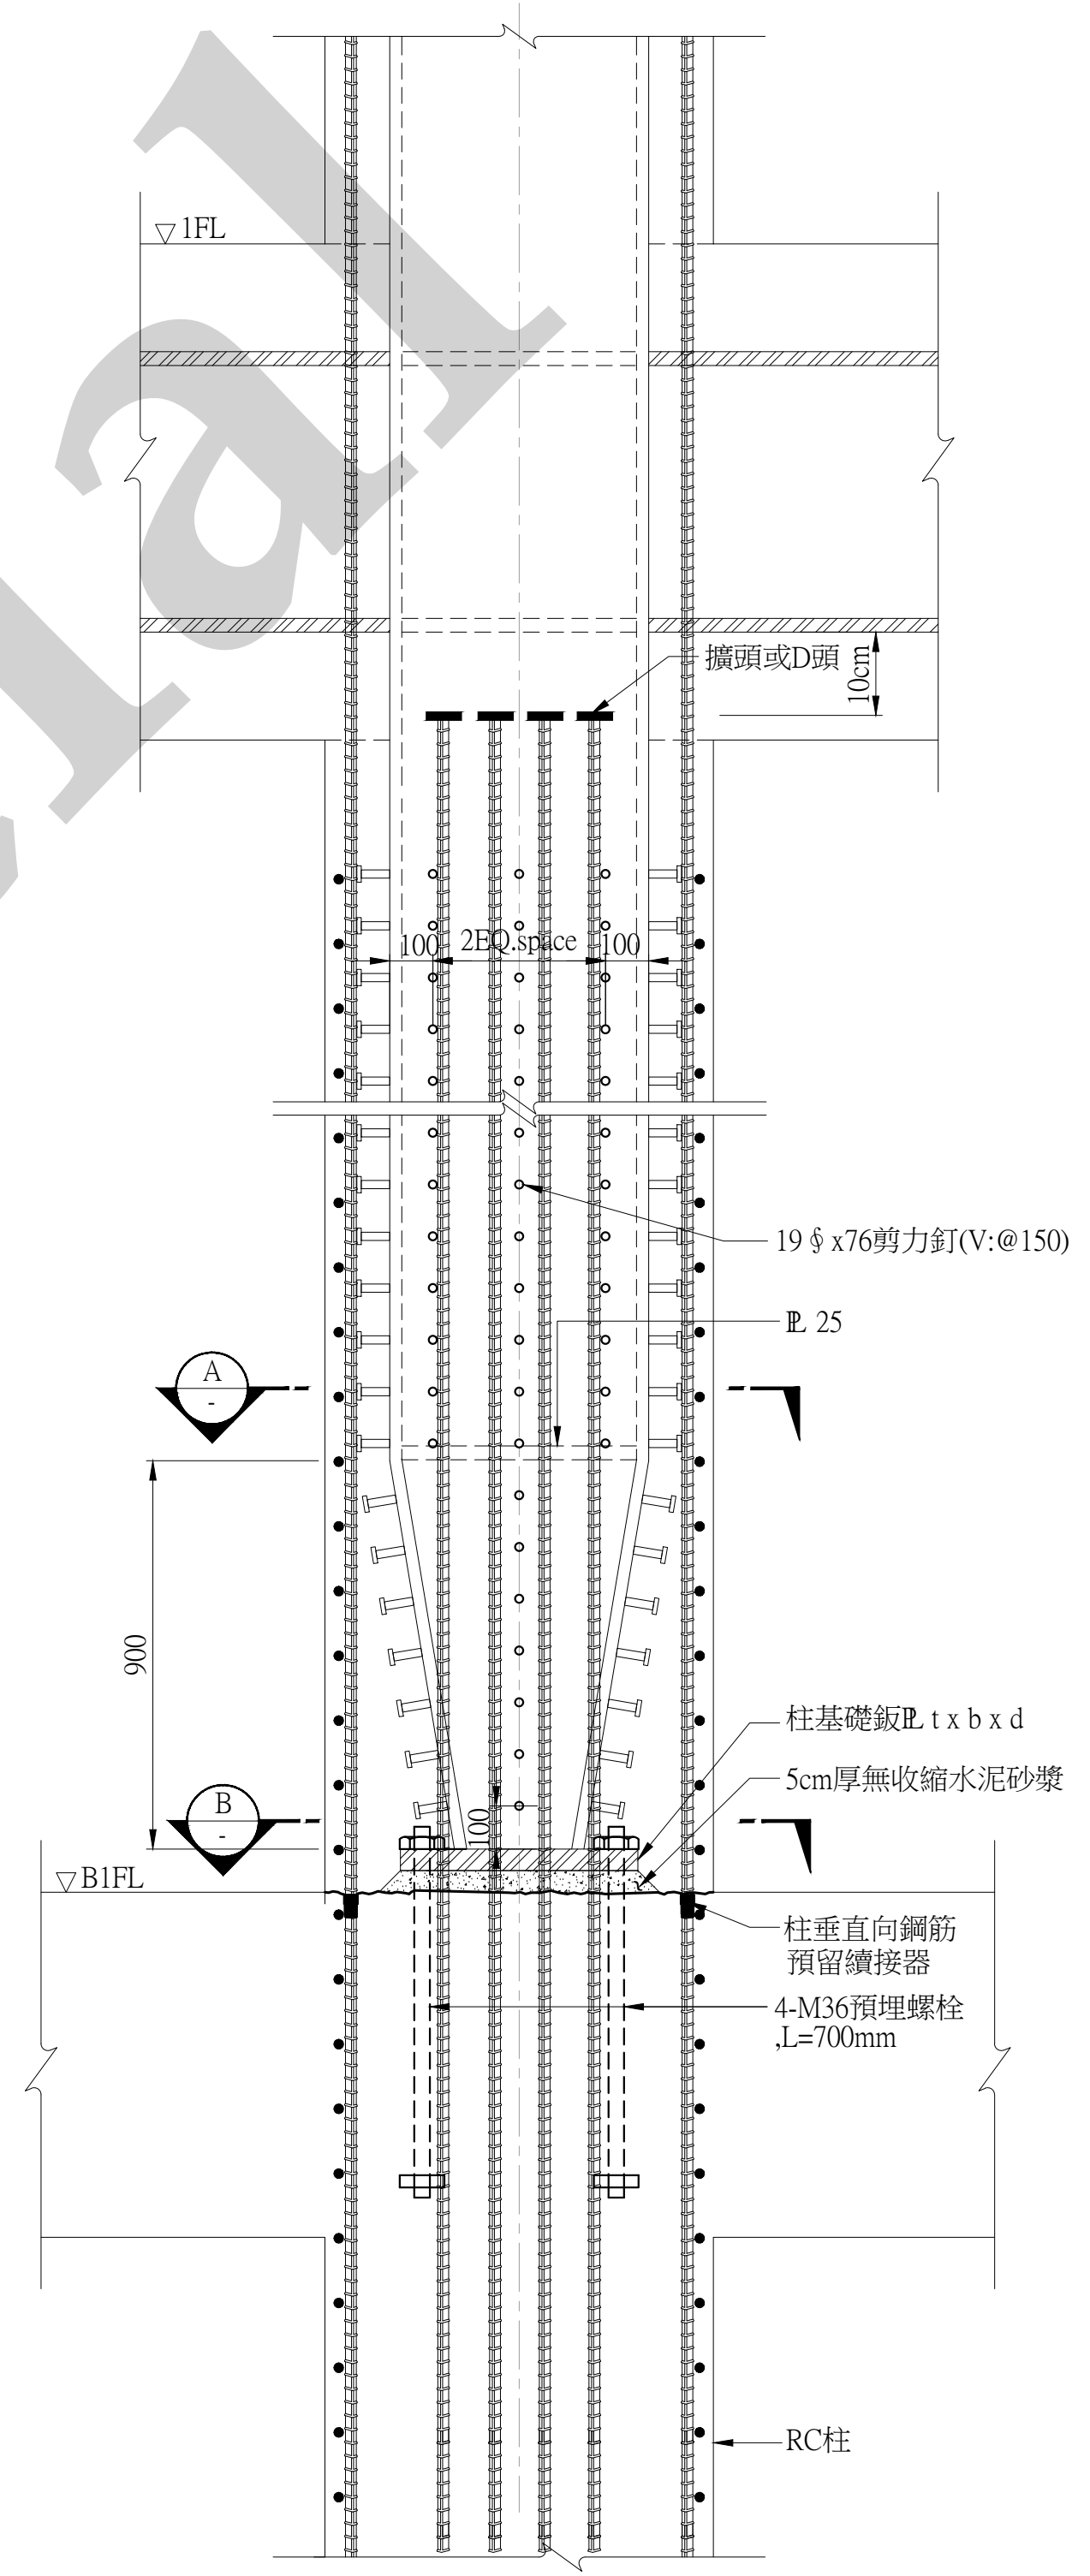 1FL
擴頭或D頭
10cm
100
2EQ.space
100
19∮x76剪力釘(V:@150)
PL 25
A
-
900
柱基礎鈑PL t x b x d
5cm厚無收縮水泥砂漿
B
-
100
B1FL
柱垂直向鋼筋
預留續接器
4-M36預埋螺栓
,L=700mm
RC柱